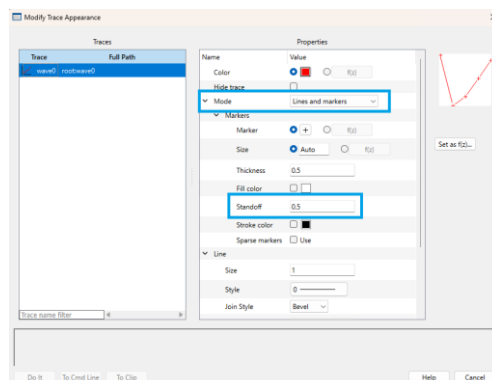 Modify Trace Appearance
Traces
Properties
Trace Full Path
wave0 root:wave0
Name Value
Color f(z)
Hide trace
Mode Lines and markers
Markers
Marker + f(z)
Size Auto f(z)
Set as f(z)...
Thickness 0.5
Fill color
Standoff 0.5
Stroke color
Sparse markers Use
Line
Size 1
Style 0
Join Style Bevel
Trace name filter
Do It To Cmd Line To Clip Help Cancel